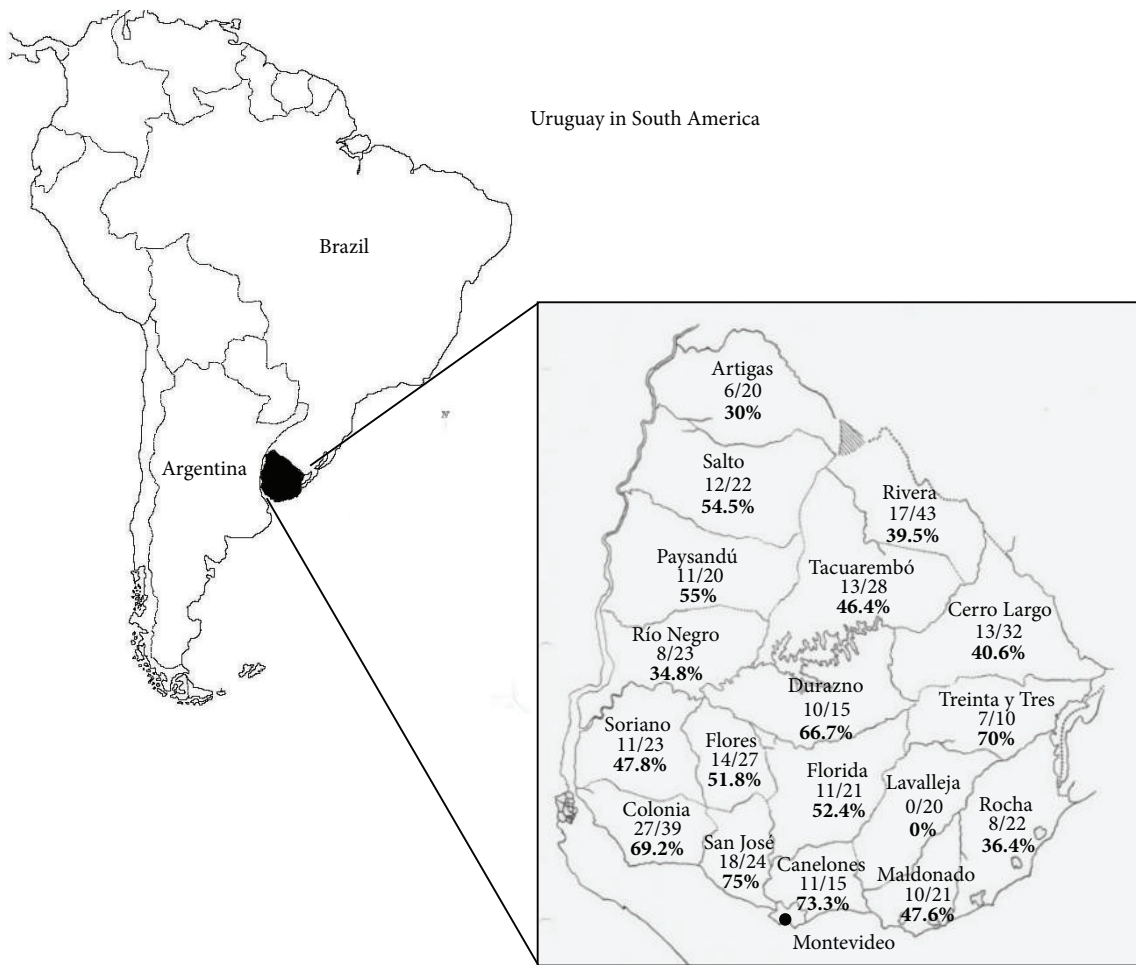 Uruguay in South America
Brazil
Argentina
N
Artigas
6/20
30%
Salto
12/22
54.5%
Rivera
17/43
39.5%
Paysandú
11/20
55%
Tacuarembó
13/28
46.4%
Cerro Largo
13/32
40.6%
Río Negro
8/23
34.8%
Durazno
10/15
66.7%
Treinta y Tres
7/10
70%
Soriano
11/23
47.8%
Flores
14/27
51.8%
Florida
11/21
52.4%
Lavalleja
0/20
0%
Rocha
8/22
36.4%
Colonia
27/39
69.2%
San José
18/24
75%
Canelones
11/15
73.3%
Maldonado
10/21
47.6%
Montevideo